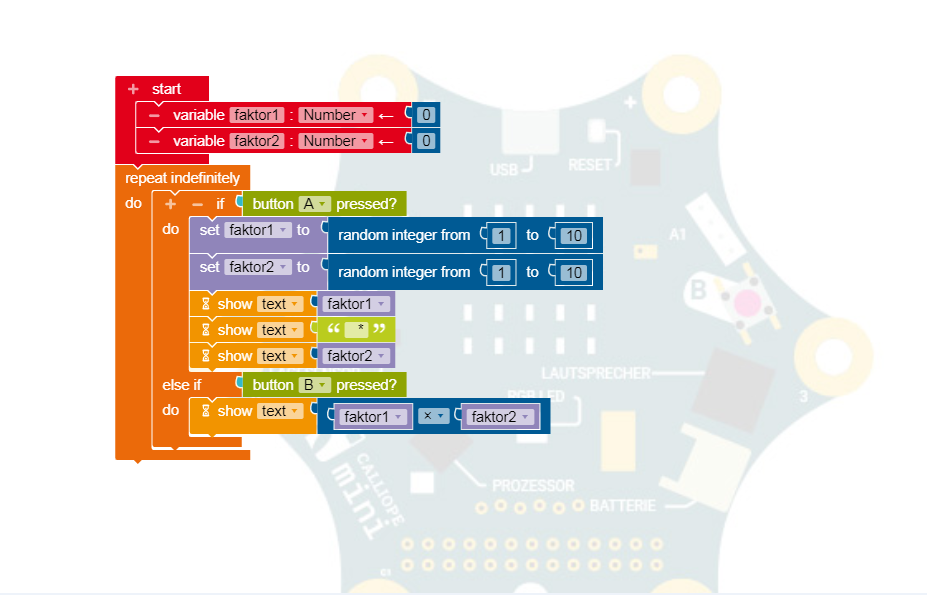 + start
− variable faktor1 : Number ▾ ← 0
− variable faktor2 : Number ▾ ← 0
repeat indefinitely
do + − if button A ▾ pressed?
do set faktor1 ▾ to random integer from 1 to 10
set faktor2 ▾ to random integer from 1 to 10
show text ▾ faktor1 ▾
show text ▾ “ * ”
show text ▾ faktor2 ▾
else if button B ▾ pressed?
do show text ▾ faktor1 ▾ × ▾ faktor2 ▾
+
USB
RESET
A1
B
LAUTSPRECHER
RGB LED
3
CALLIOPE
mini
PROZESSOR
BATTERIE